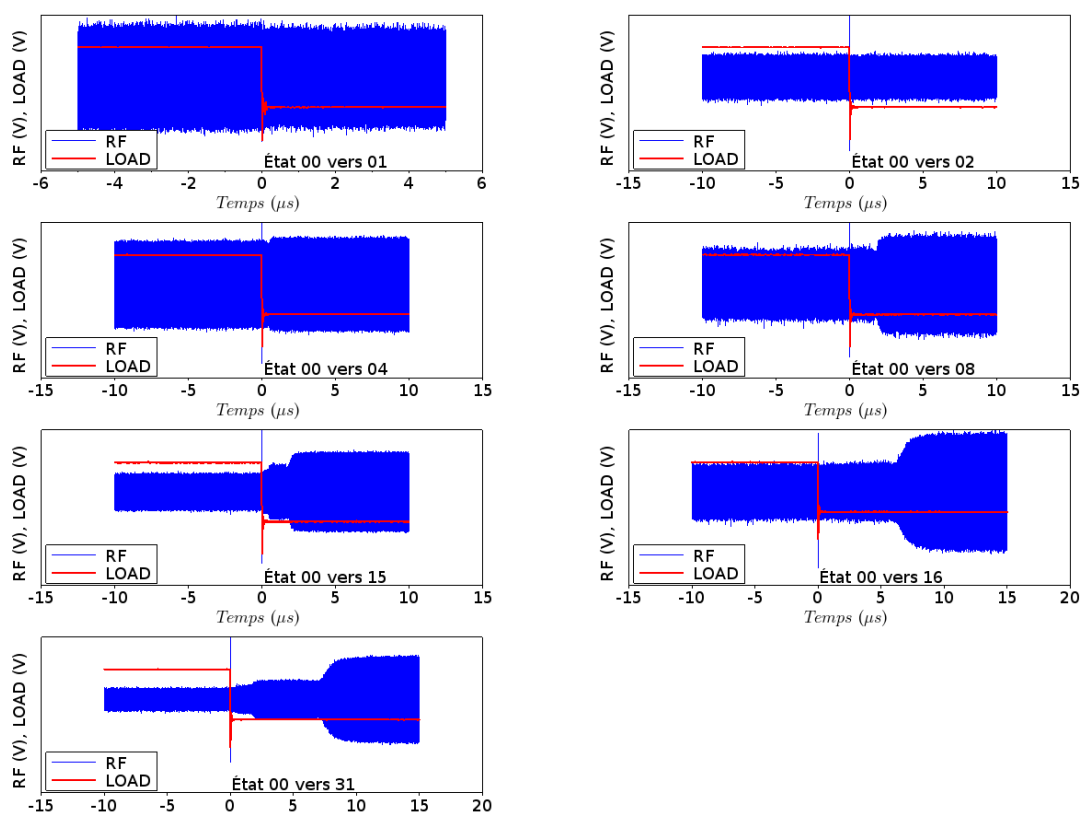 RF (V), LOAD (V)
RF
LOAD
État 00 vers 01
-6 -4 -2 0 2 4 6
Temps (μs)
RF (V), LOAD (V)
RF
LOAD
État 00 vers 02
-15 -10 -5 0 5 10 15
Temps (μs)
RF (V), LOAD (V)
RF
LOAD
État 00 vers 04
-15 -10 -5 0 5 10 15
Temps (μs)
RF (V), LOAD (V)
RF
LOAD
État 00 vers 08
-15 -10 -5 0 5 10 15
Temps (μs)
RF (V), LOAD (V)
RF
LOAD
État 00 vers 15
-15 -10 -5 0 5 10 15
Temps (μs)
RF (V), LOAD (V)
RF
LOAD
État 00 vers 16
-15 -10 -5 0 5 10 15 20
Temps (μs)
RF (V), LOAD (V)
RF
LOAD
État 00 vers 31
-15 -10 -5 0 5 10 15 20